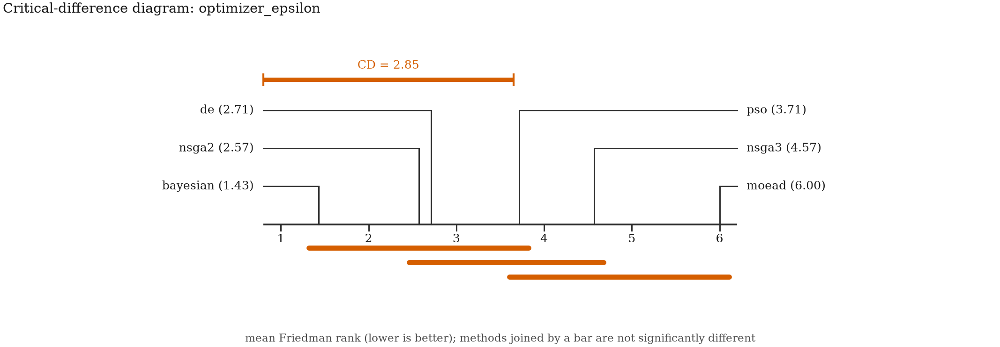 Critical-difference diagram: optimizer_epsilon
CD = 2.85
de (2.71)
pso (3.71)
nsga2 (2.57)
nsga3 (4.57)
bayesian (1.43)
moead (6.00)
1 2 3 4 5 6
mean Friedman rank (lower is better); methods joined by a bar are not significantly different